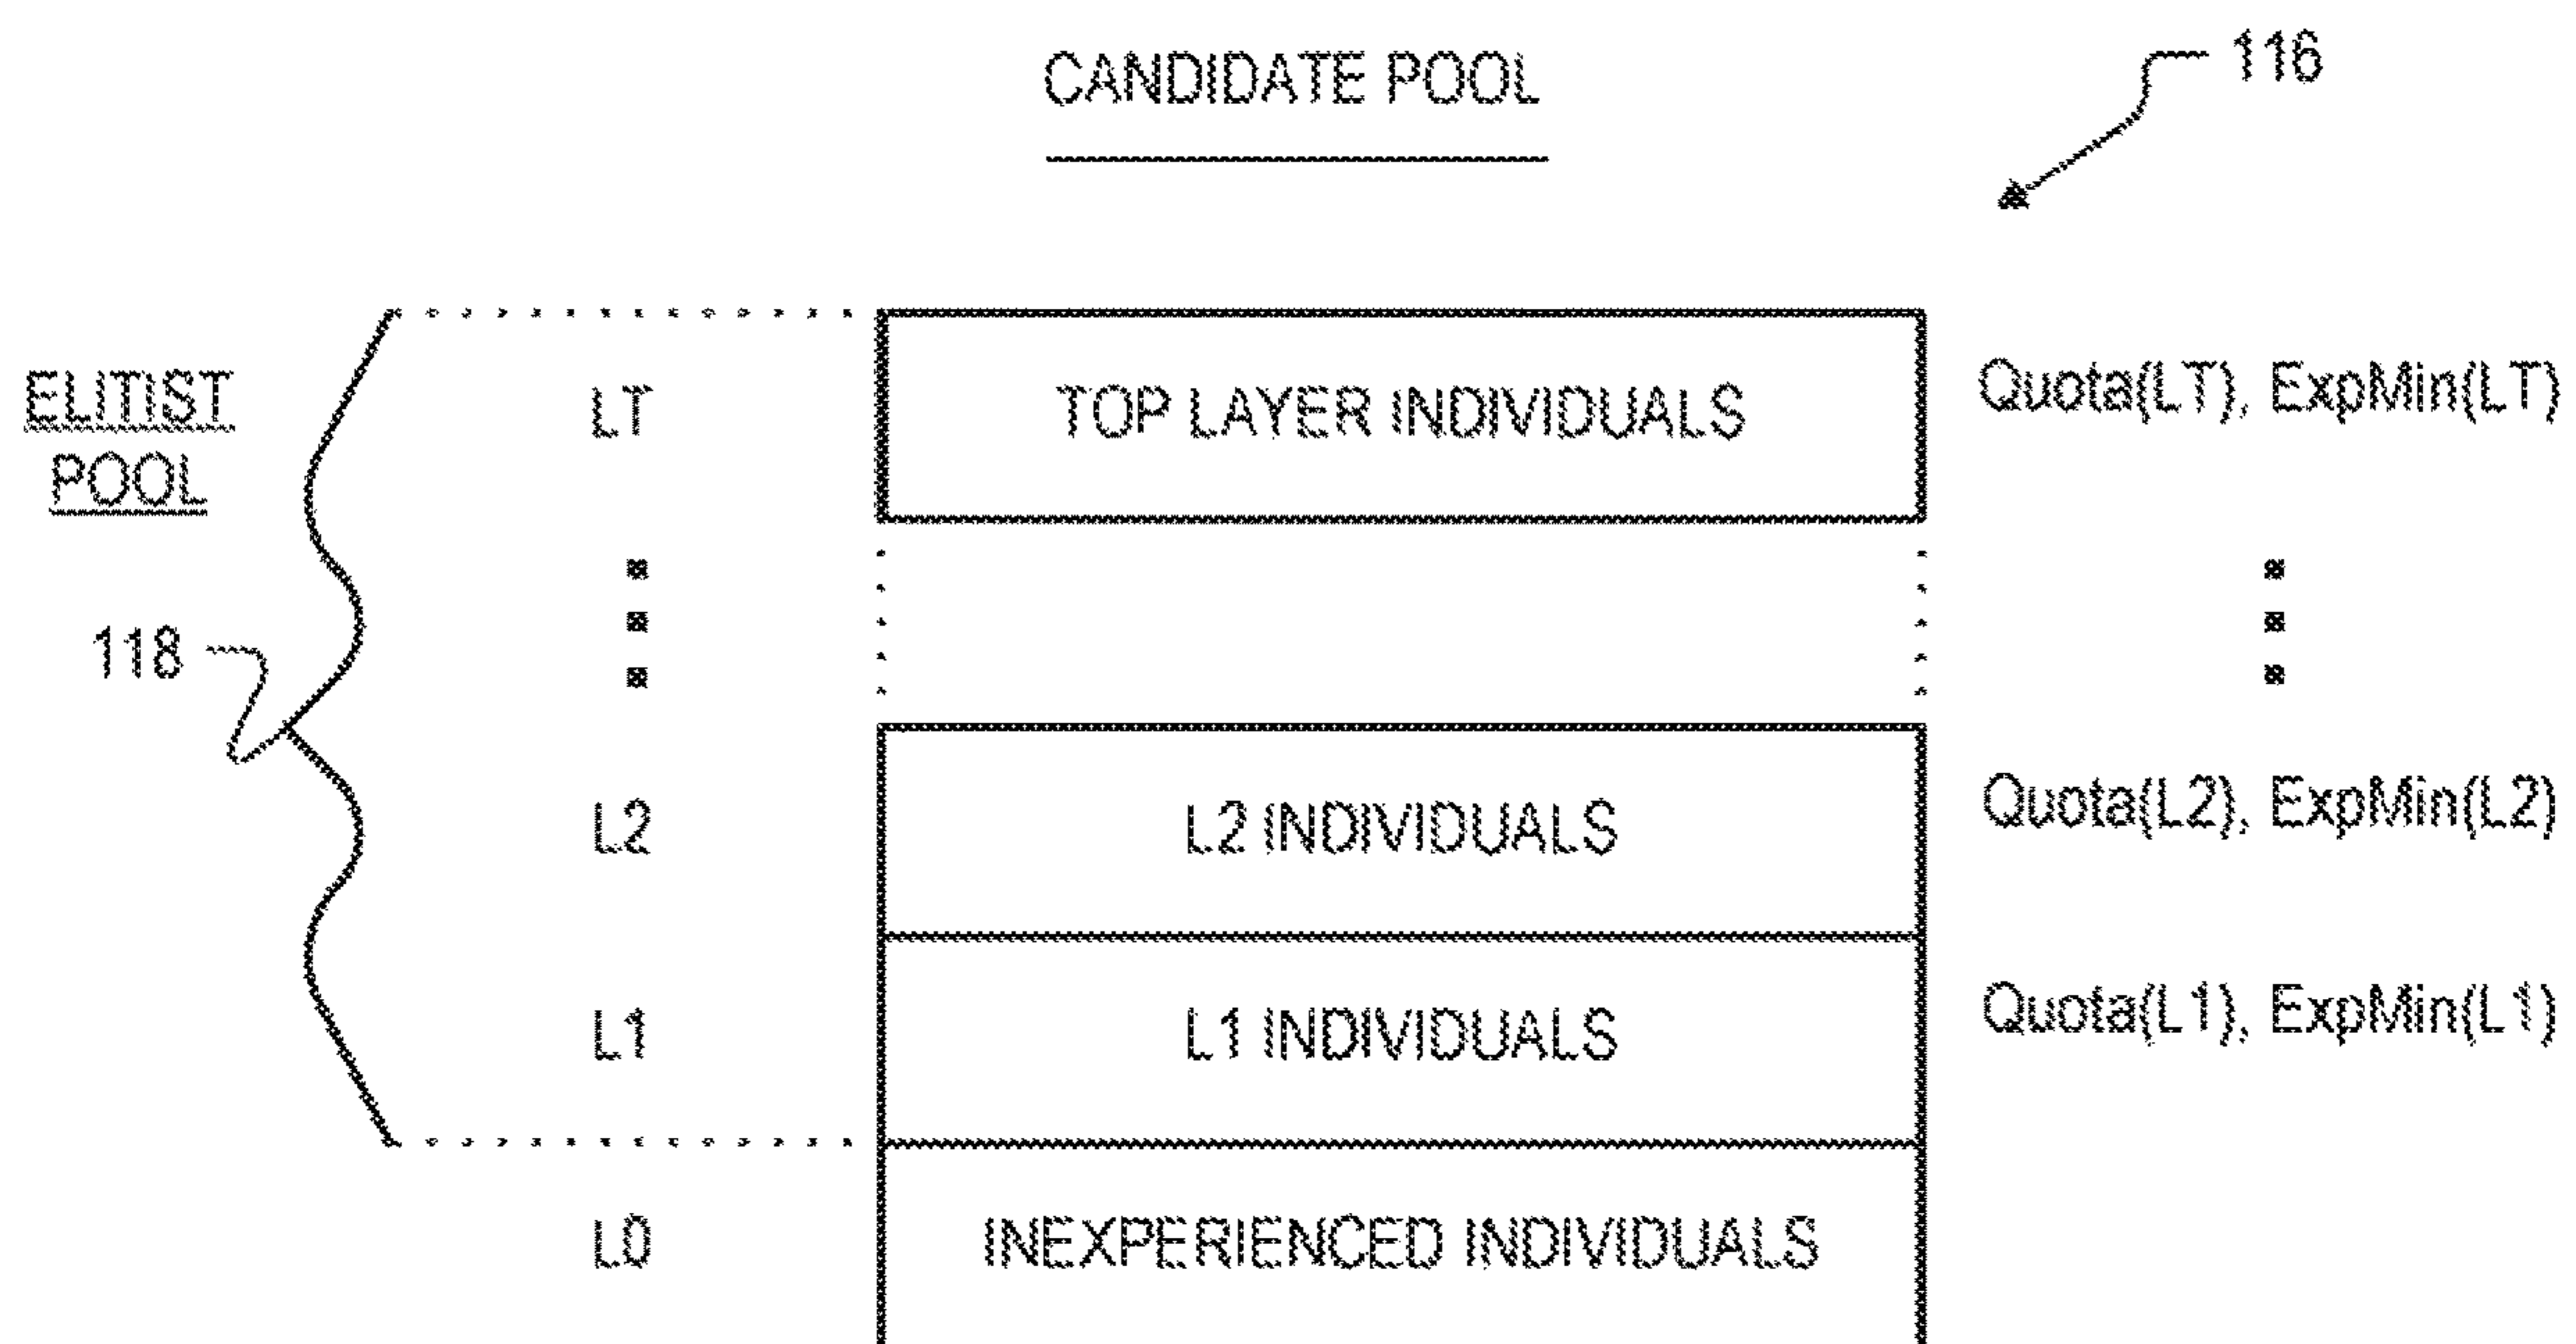 CANDIDATE POOL
116
ELITIST
POOL
LT
TOP LAYER INDIVIDUALS
Quota(LT), ExpMin(LT)
118
L2
L2 INDIVIDUALS
Quota(L2), ExpMin(L2)
L1
L1 INDIVIDUALS
Quota(L1), ExpMin(L1)
L0
INEXPERIENCED INDIVIDUALS